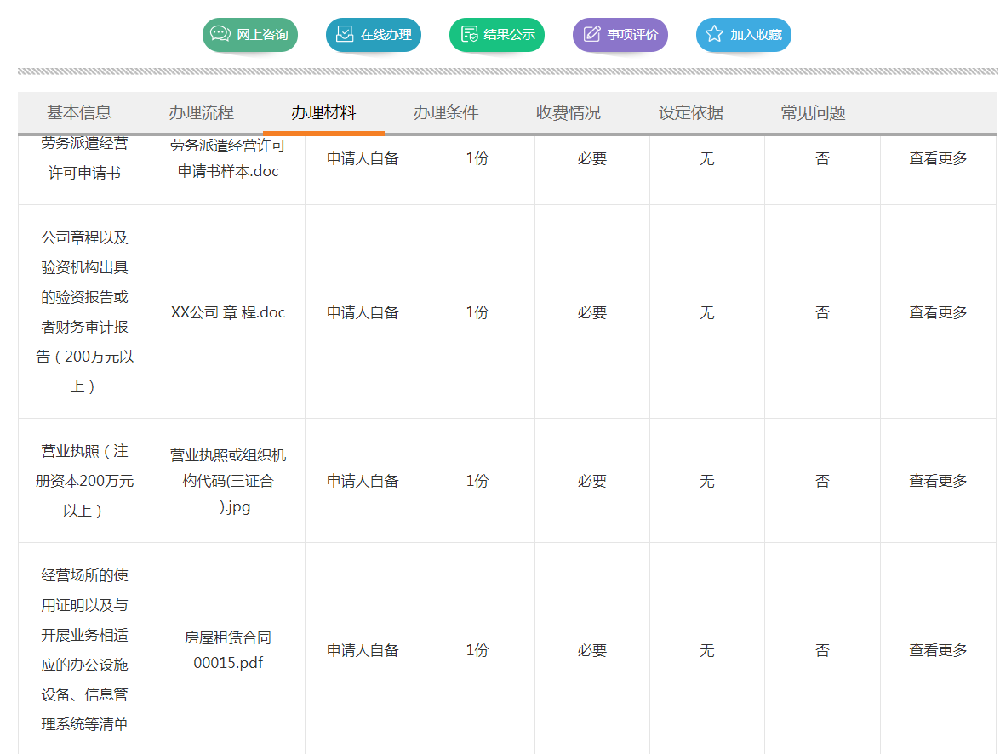 网上咨询 在线办理 结果公示 事项评价 加入收藏
基本信息 办理流程 办理材料 办理条件 收费情况 设定依据 常见问题
劳务派遣经营
许可申请书
劳务派遣经营许可
申请书样本.doc
申请人自备 1份 必要 无 否 查看更多
公司章程以及
验资机构出具
的验资报告或
者财务审计报
告（200万元以
上）
XX公司 章 程.doc
申请人自备 1份 必要 无 否 查看更多
营业执照（注
册资本200万元
以上）
营业执照或组织机
构代码(三证合
一).jpg
申请人自备 1份 必要 无 否 查看更多
经营场所的使
用证明以及与
开展业务相适
应的办公设施
设备、信息管
理系统等清单
房屋租赁合同
00015.pdf
申请人自备 1份 必要 无 否 查看更多